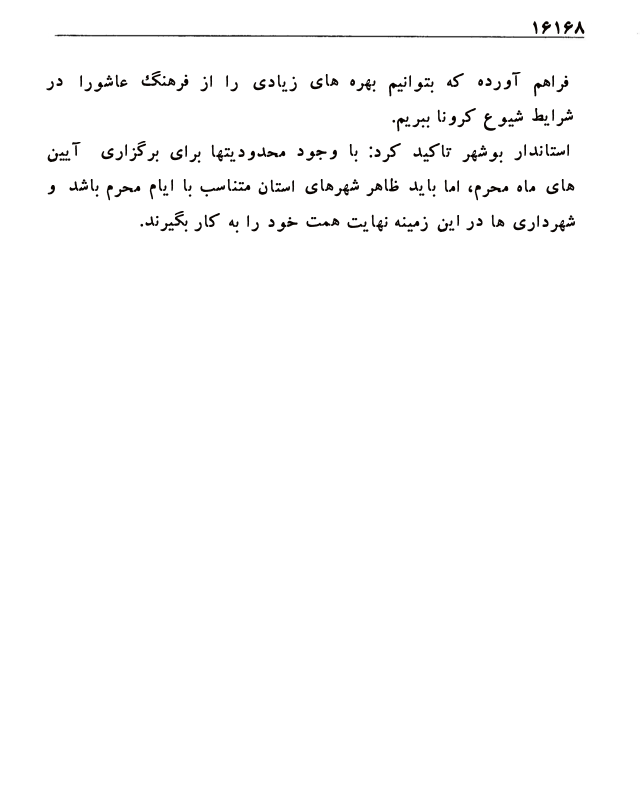 ۱۶۱۶۸
فراهم آورده که بتوانیم بهره های زیادی را از فرهنگ عاشورا در
شرایط شیوع کرونا ببریم.
استاندار بوشهر تاکید کرد: با وجود محدودیتها برای برگزاری آیین
های ماه محرم، اما باید ظاهر شهرهای استان متناسب با ایام محرم باشد و
شهرداری ها در این زمینه نهایت همت خود را به کار بگیرند.